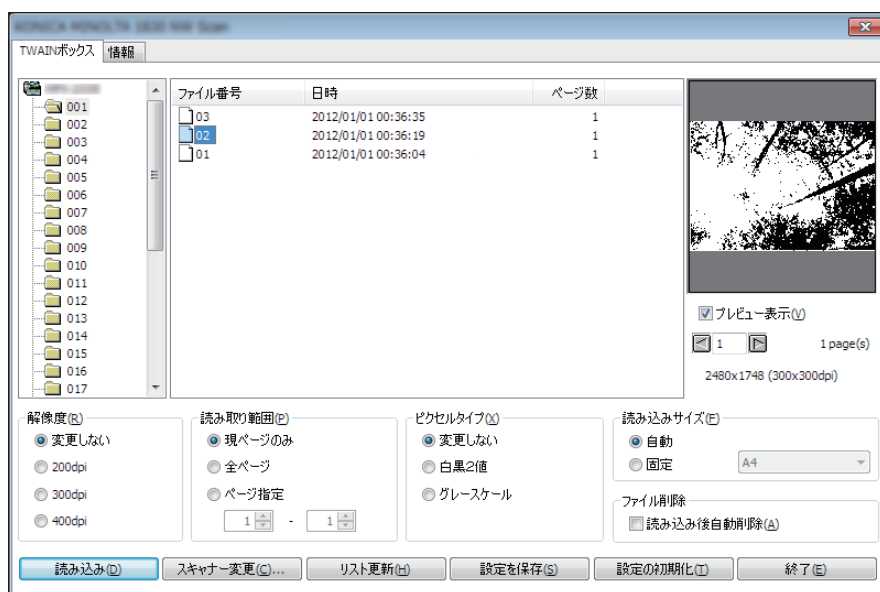 TWAINボックス 情報
001
002
003
004
005
006
007
008
009
010
011
012
013
014
015
016
017
ファイル番号 日時 ページ数
03 2012/01/01 00:36:35 1
02 2012/01/01 00:36:19 1
01 2012/01/01 00:36:04 1
プレビュー表示(V)
1 1 page(s)
2480x1748 (300x300dpi)
解像度(R)
変更しない
200dpi
300dpi
400dpi
読み取り範囲(P)
現ページのみ
全ページ
ページ指定
1 - 1
ピクセルタイプ(X)
変更しない
白黒2値
グレースケール
読み込みサイズ(F)
自動
固定 A4
ファイル削除
読み込み後自動削除(A)
読み込み(D) スキャナー変更(C)... リスト更新(H) 設定を保存(S) 設定の初期化(T) 終了(E)